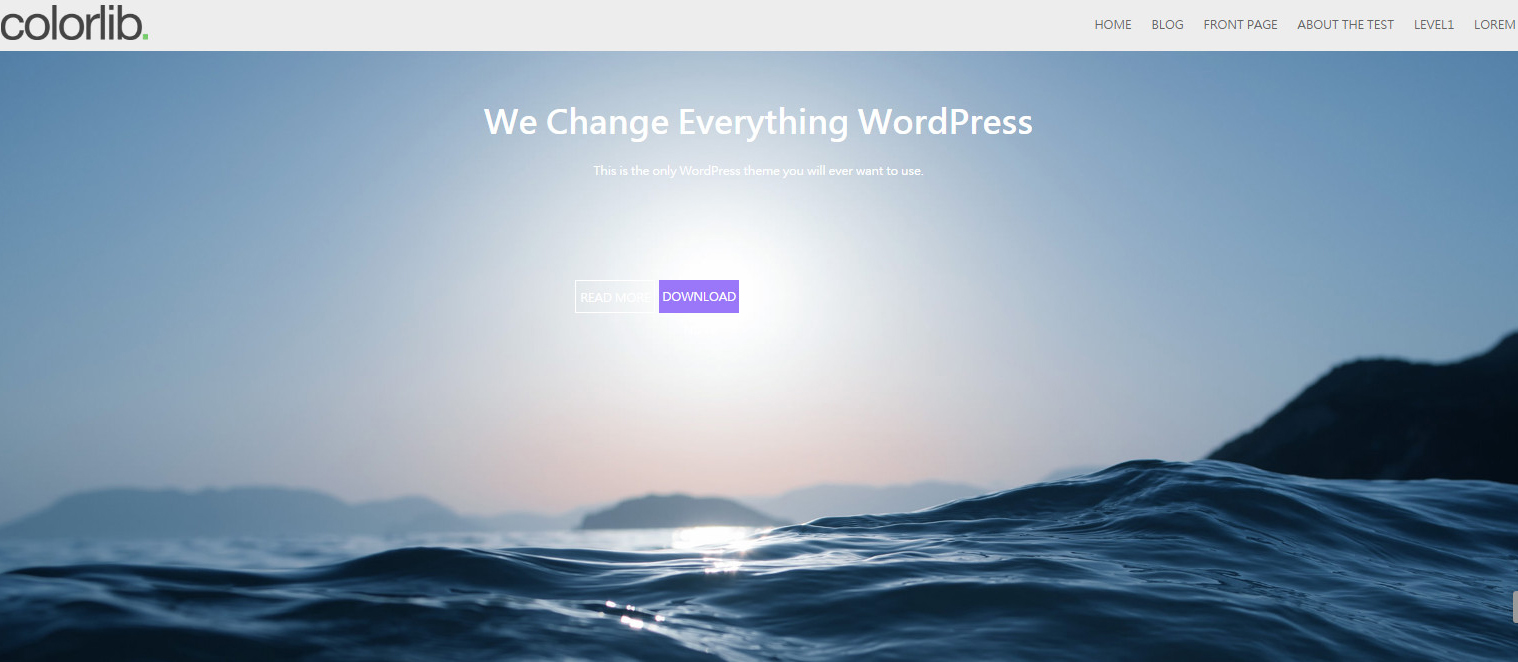 colorlib.
HOME BLOG FRONT PAGE ABOUT THE TEST LEVEL1 LOREM
We Change Everything WordPress
This is the only WordPress theme you will ever want to use.
READ MORE DOWNLOAD